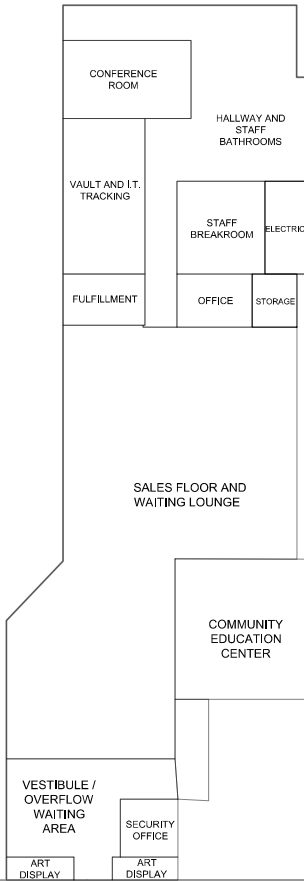 CONFERENCE
ROOM
HALLWAY AND
STAFF
BATHROOMS
VAULT AND I.T.
TRACKING
STAFF
BREAKROOM
ELECTRIC
FULFILLMENT
OFFICE
STORAGE
SALES FLOOR AND
WAITING LOUNGE
COMMUNITY
EDUCATION
CENTER
VESTIBULE /
OVERFLOW
WAITING
AREA
SECURITY
OFFICE
ART
DISPLAY
ART
DISPLAY